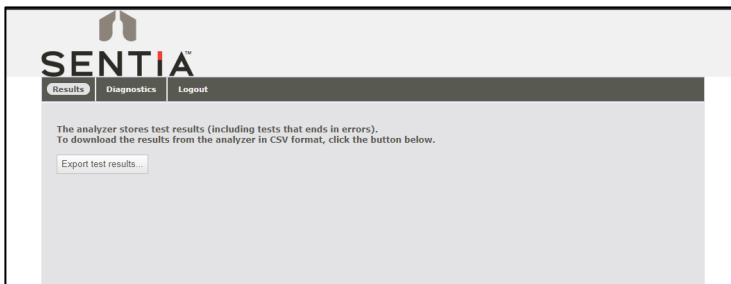 SENTiA™
Results Diagnostics Logout
The analyzer stores test results (including tests that ends in errors).
To download the results from the analyzer in CSV format, click the button below.
Export test results...